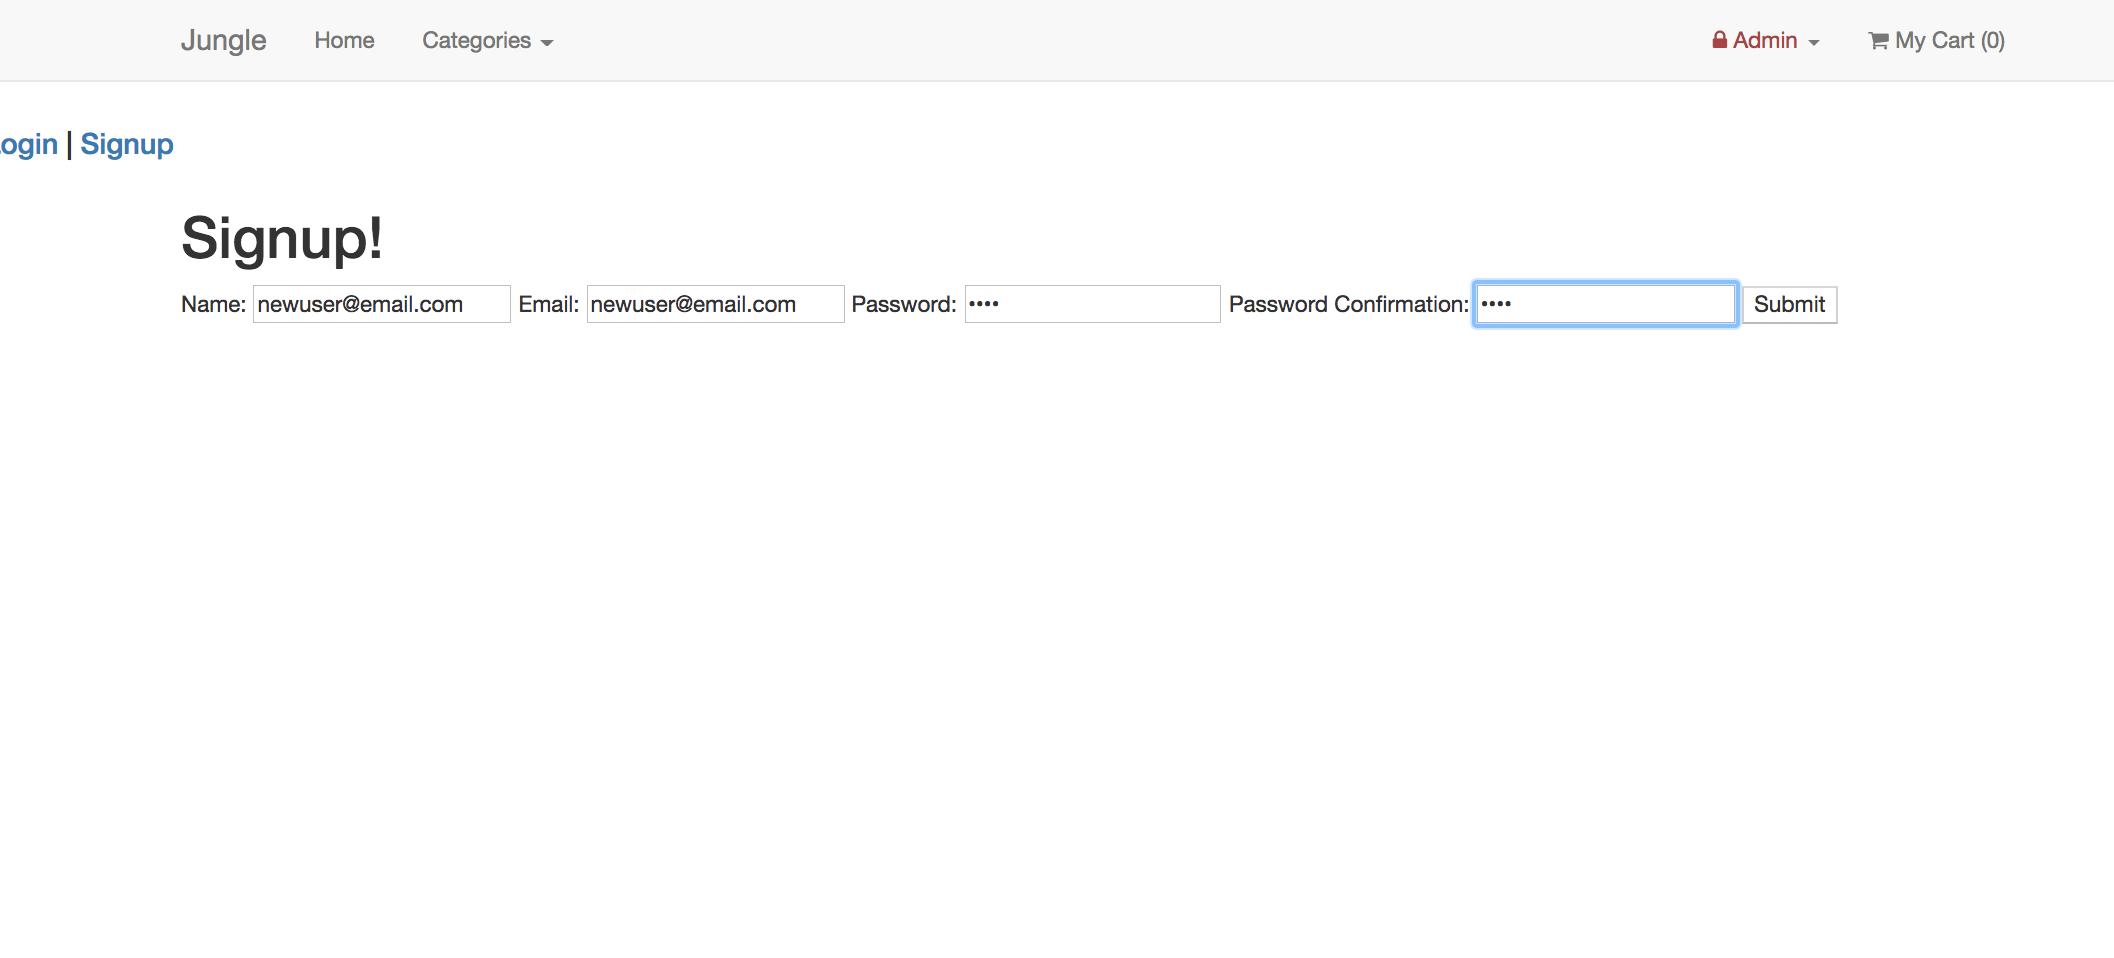 Jungle Home Categories Admin My Cart (0)
ogin | Signup
Signup!
Name: newuser@email.com Email: newuser@email.com Password: •••• Password Confirmation: •••• Submit